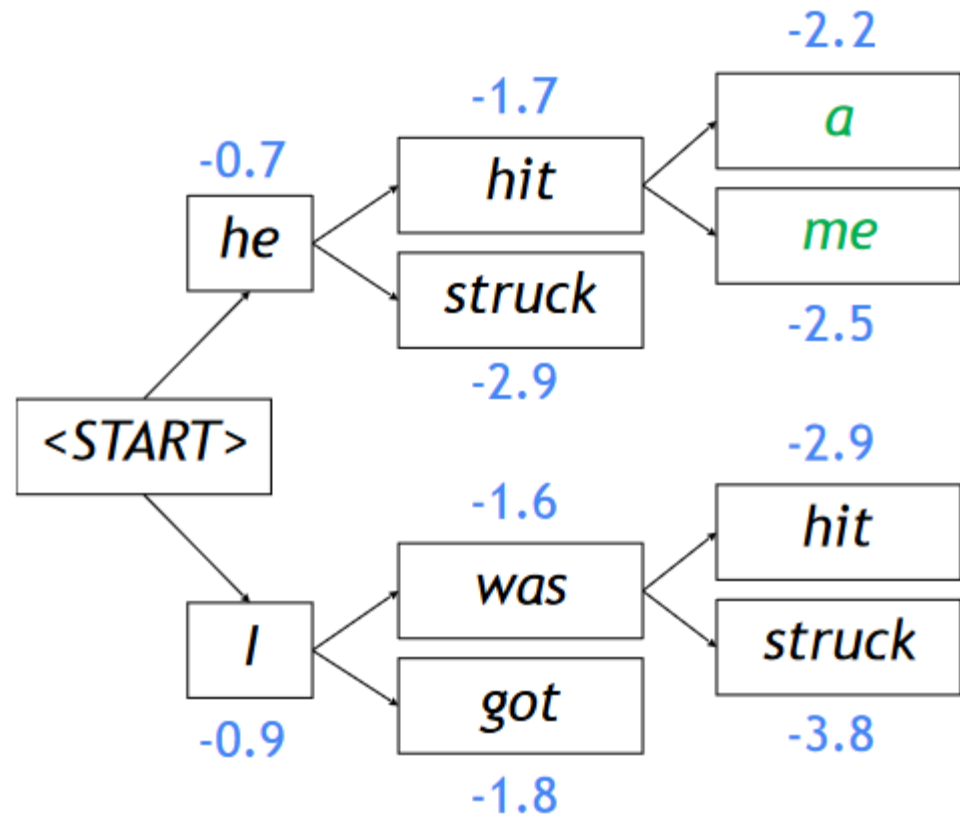 -2.2
-1.7
a
-0.7
hit
he
me
struck
-2.5
-2.9
<START>
-2.9
-1.6
hit
was
I
struck
got
-0.9
-3.8
-1.8